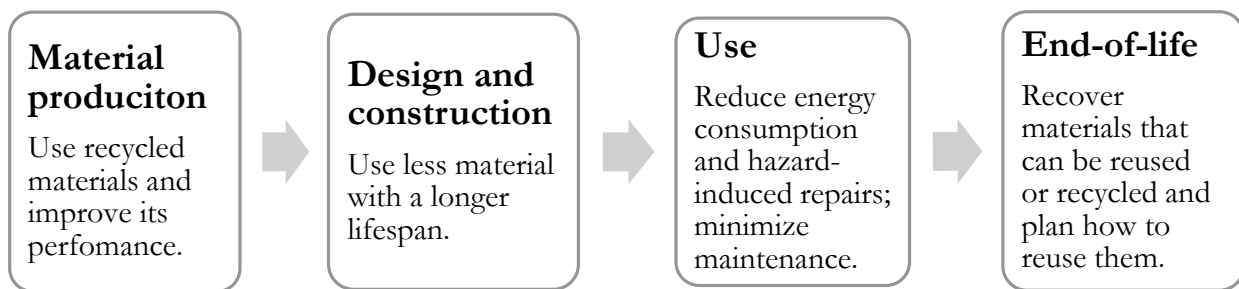 Material
produciton
Use recycled
materials and
improve its
perfomance.
Design and
construction
Use less material
with a longer
lifespan.
Use
Reduce energy
consumption
and hazard-
induced repairs;
minimize
maintenance.
End-of-life
Recover
materials that
can be reused
or recycled and
plan how to
reuse them.